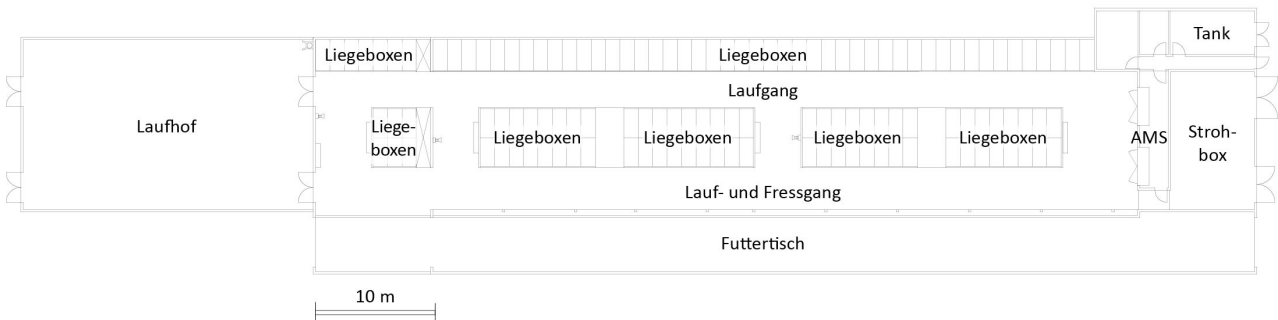 Tank
Liegeboxen
Liegeboxen
Laufgang
Laufhof
Liege-
boxen
Liegeboxen
Liegeboxen
Liegeboxen
Liegeboxen
AMS
Stroh-
box
Lauf- und Fressgang
Futtertisch
10 m